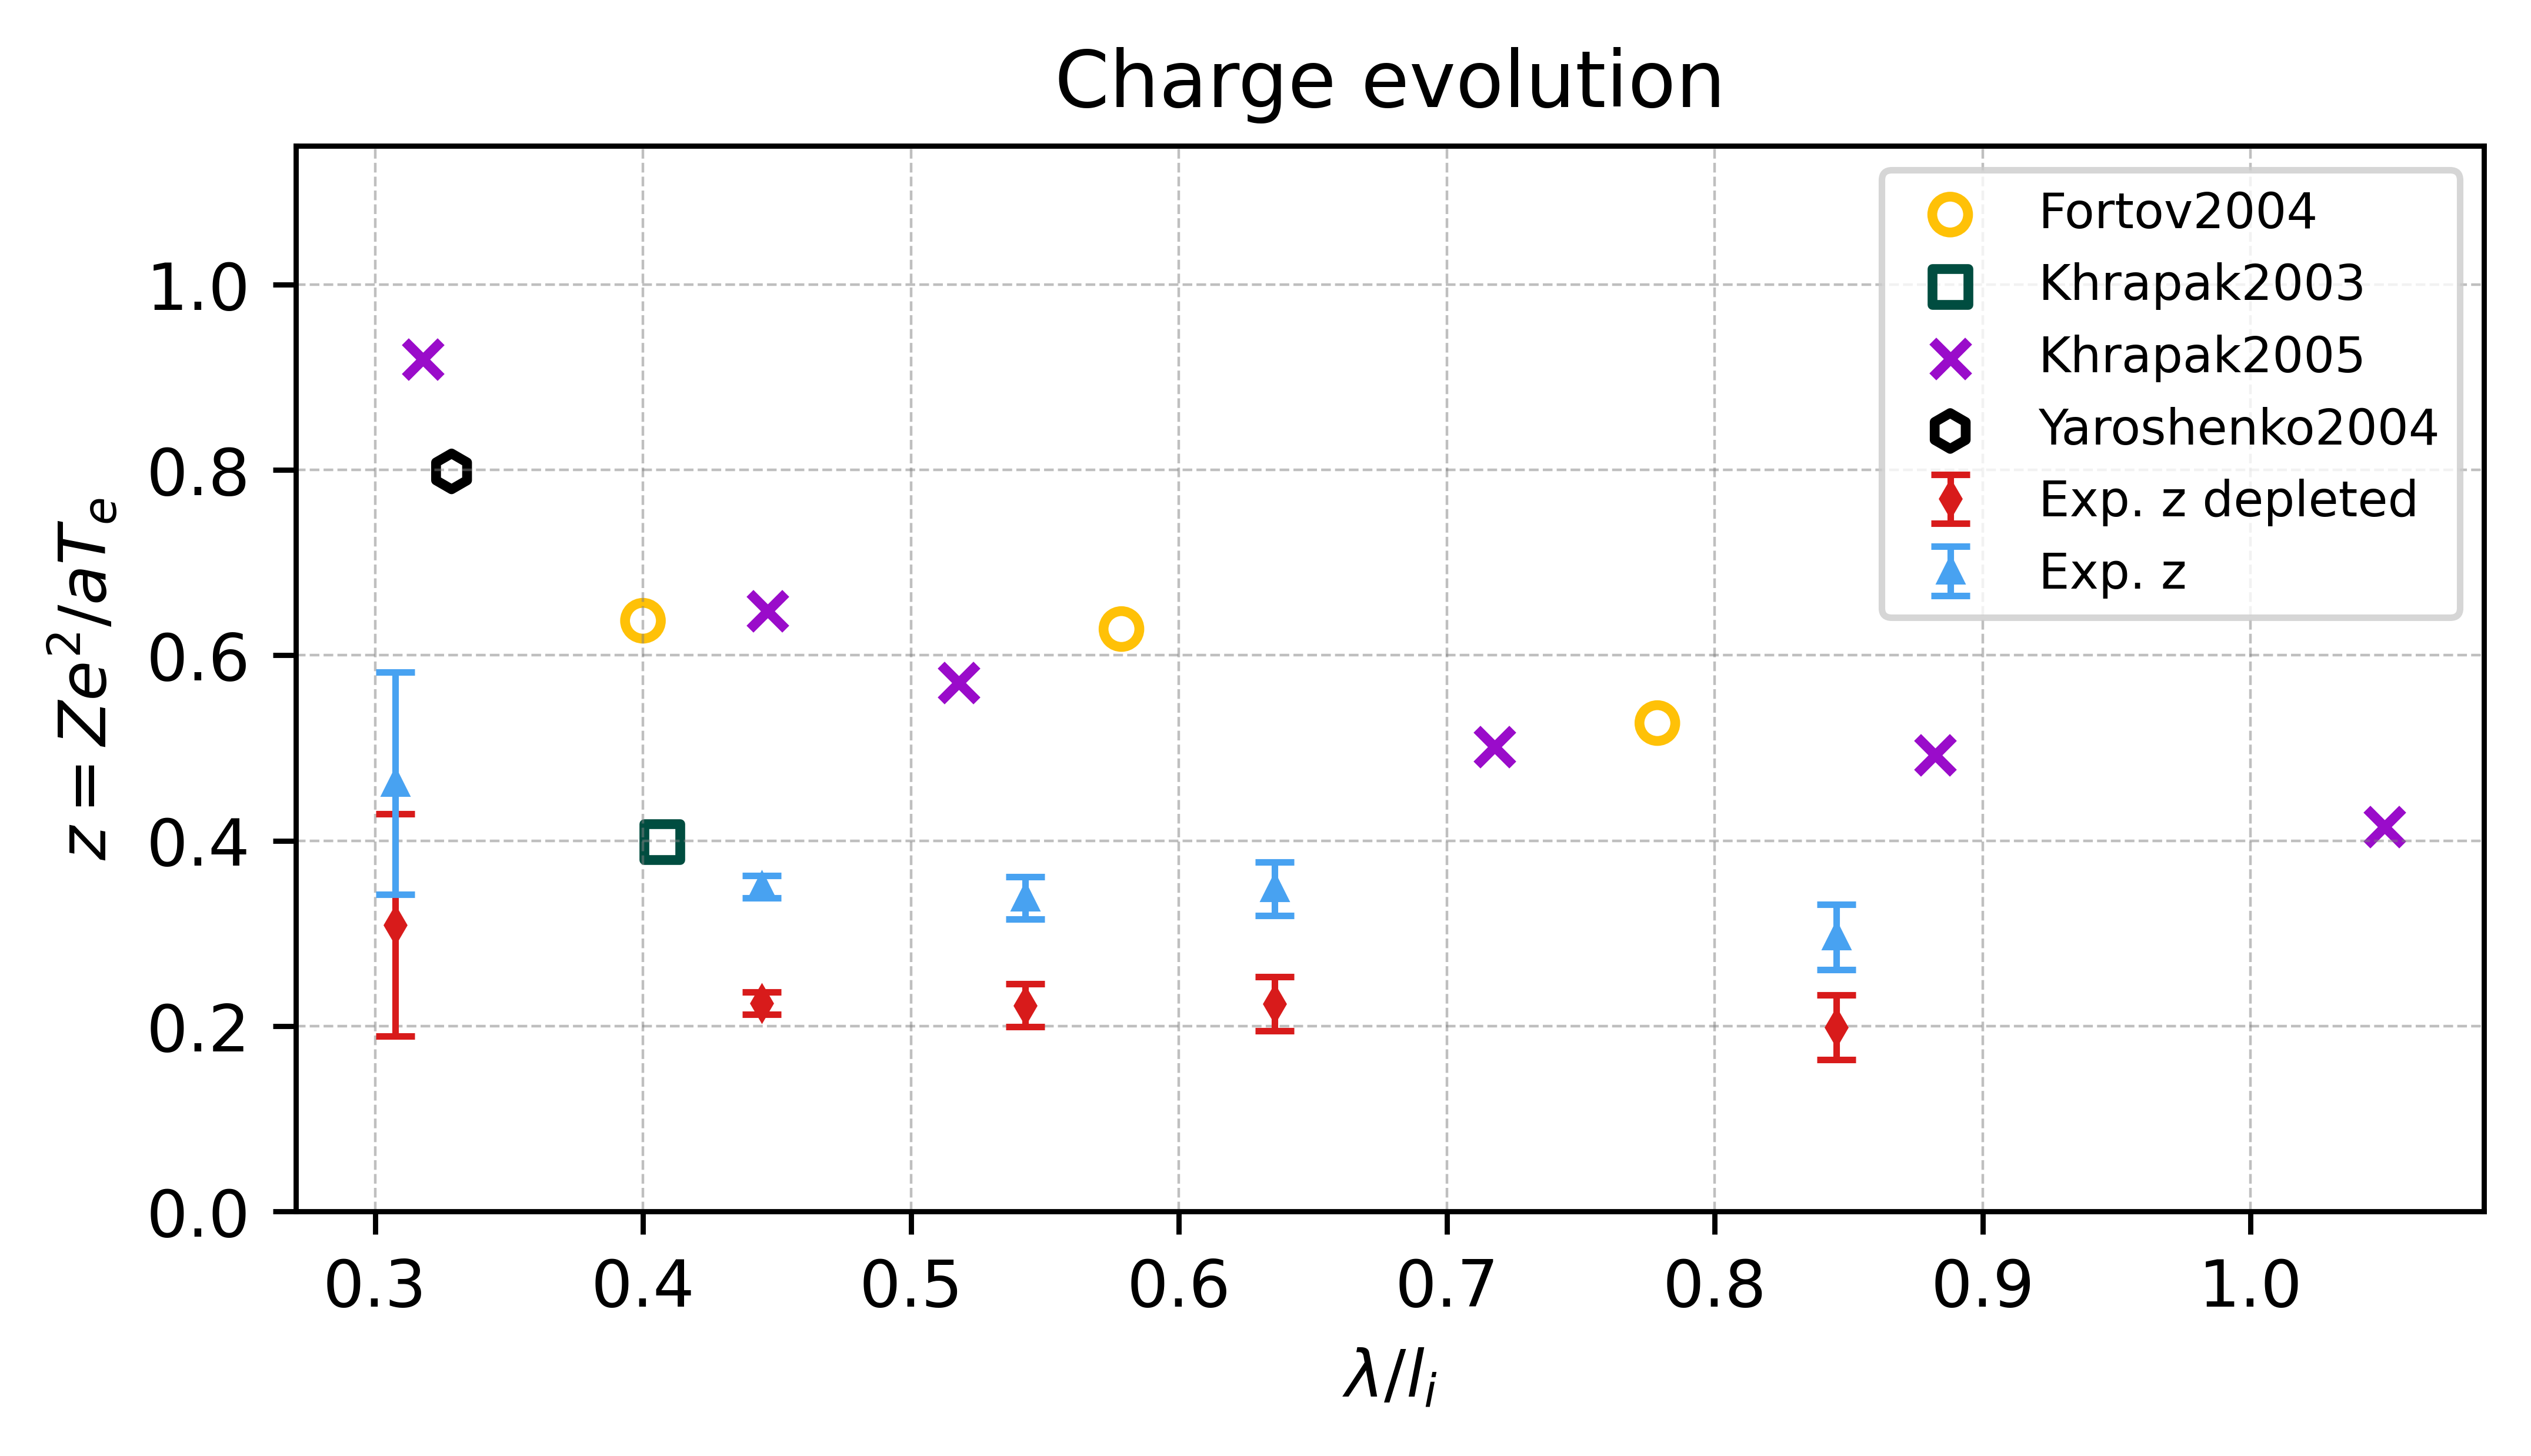 Charge evolution
Fortov2004
Khrapak2003
Khrapak2005
Yaroshenko2004
Exp. z depleted
Exp. z
1.0
0.8
0.6
0.4
0.2
0.0
z = Ze²/aTₑ
0.3 0.4 0.5 0.6 0.7 0.8 0.9 1.0
λ/lᵢ